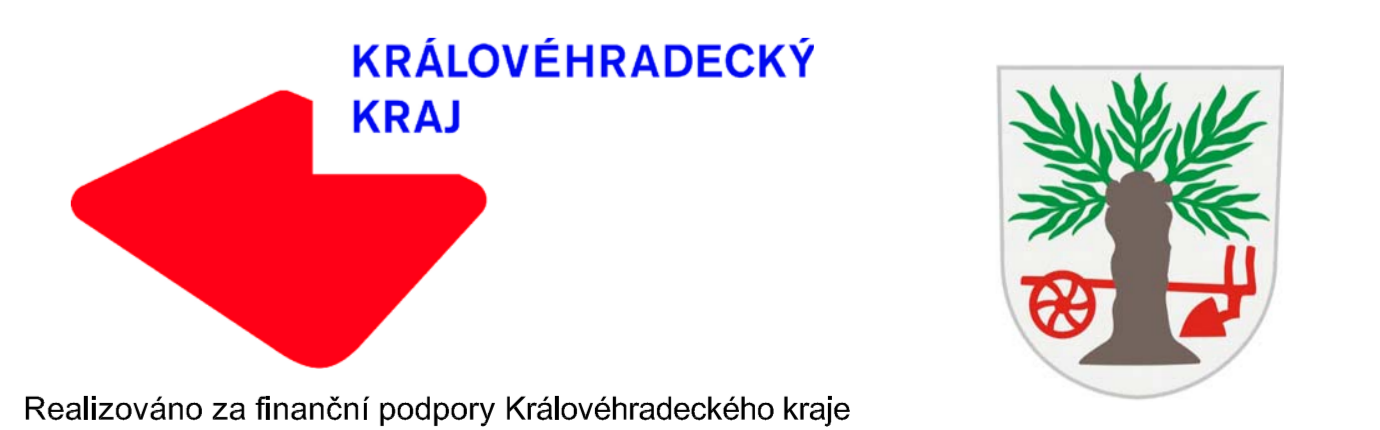 KRÁLOVÉHRADECKÝ
KRAJ
Realizováno za finanční podpory Královéhradeckého kraje